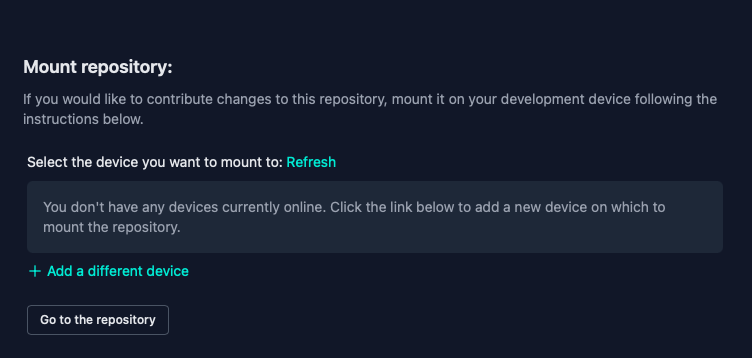 Mount repository:
If you would like to contribute changes to this repository, mount it on your development device following the
instructions below.
Select the device you want to mount to: Refresh
You don't have any devices currently online. Click the link below to add a new device on which to
mount the repository.
+ Add a different device
Go to the repository